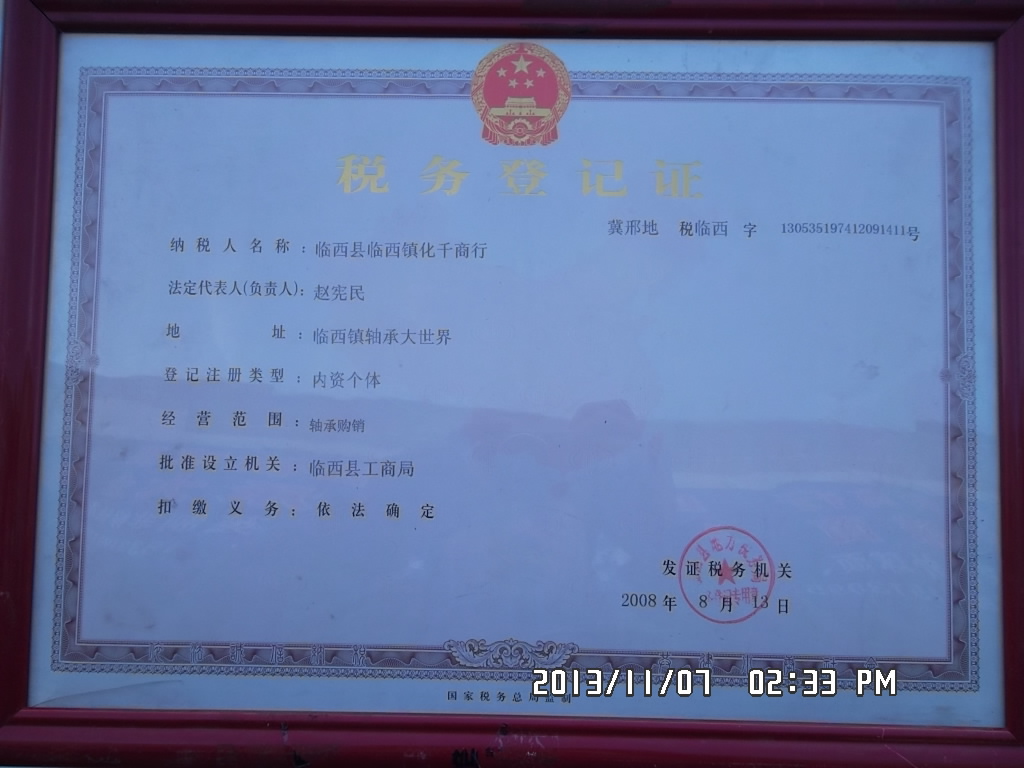 税务登记证
冀邢地 税临西 字 130535197412091411号
纳税人名称：临西县临西镇化千商行
法定代表人(负责人)：赵宪民
地址：临西镇轴承大世界
登记注册类型：内资个体
经营范围：轴承购销
批准设立机关：临西县工商局
扣缴义务：依法确定
发证税务机关
2008年 8月 13日
国家税务总局监制
2013/11/07 02:33 PM